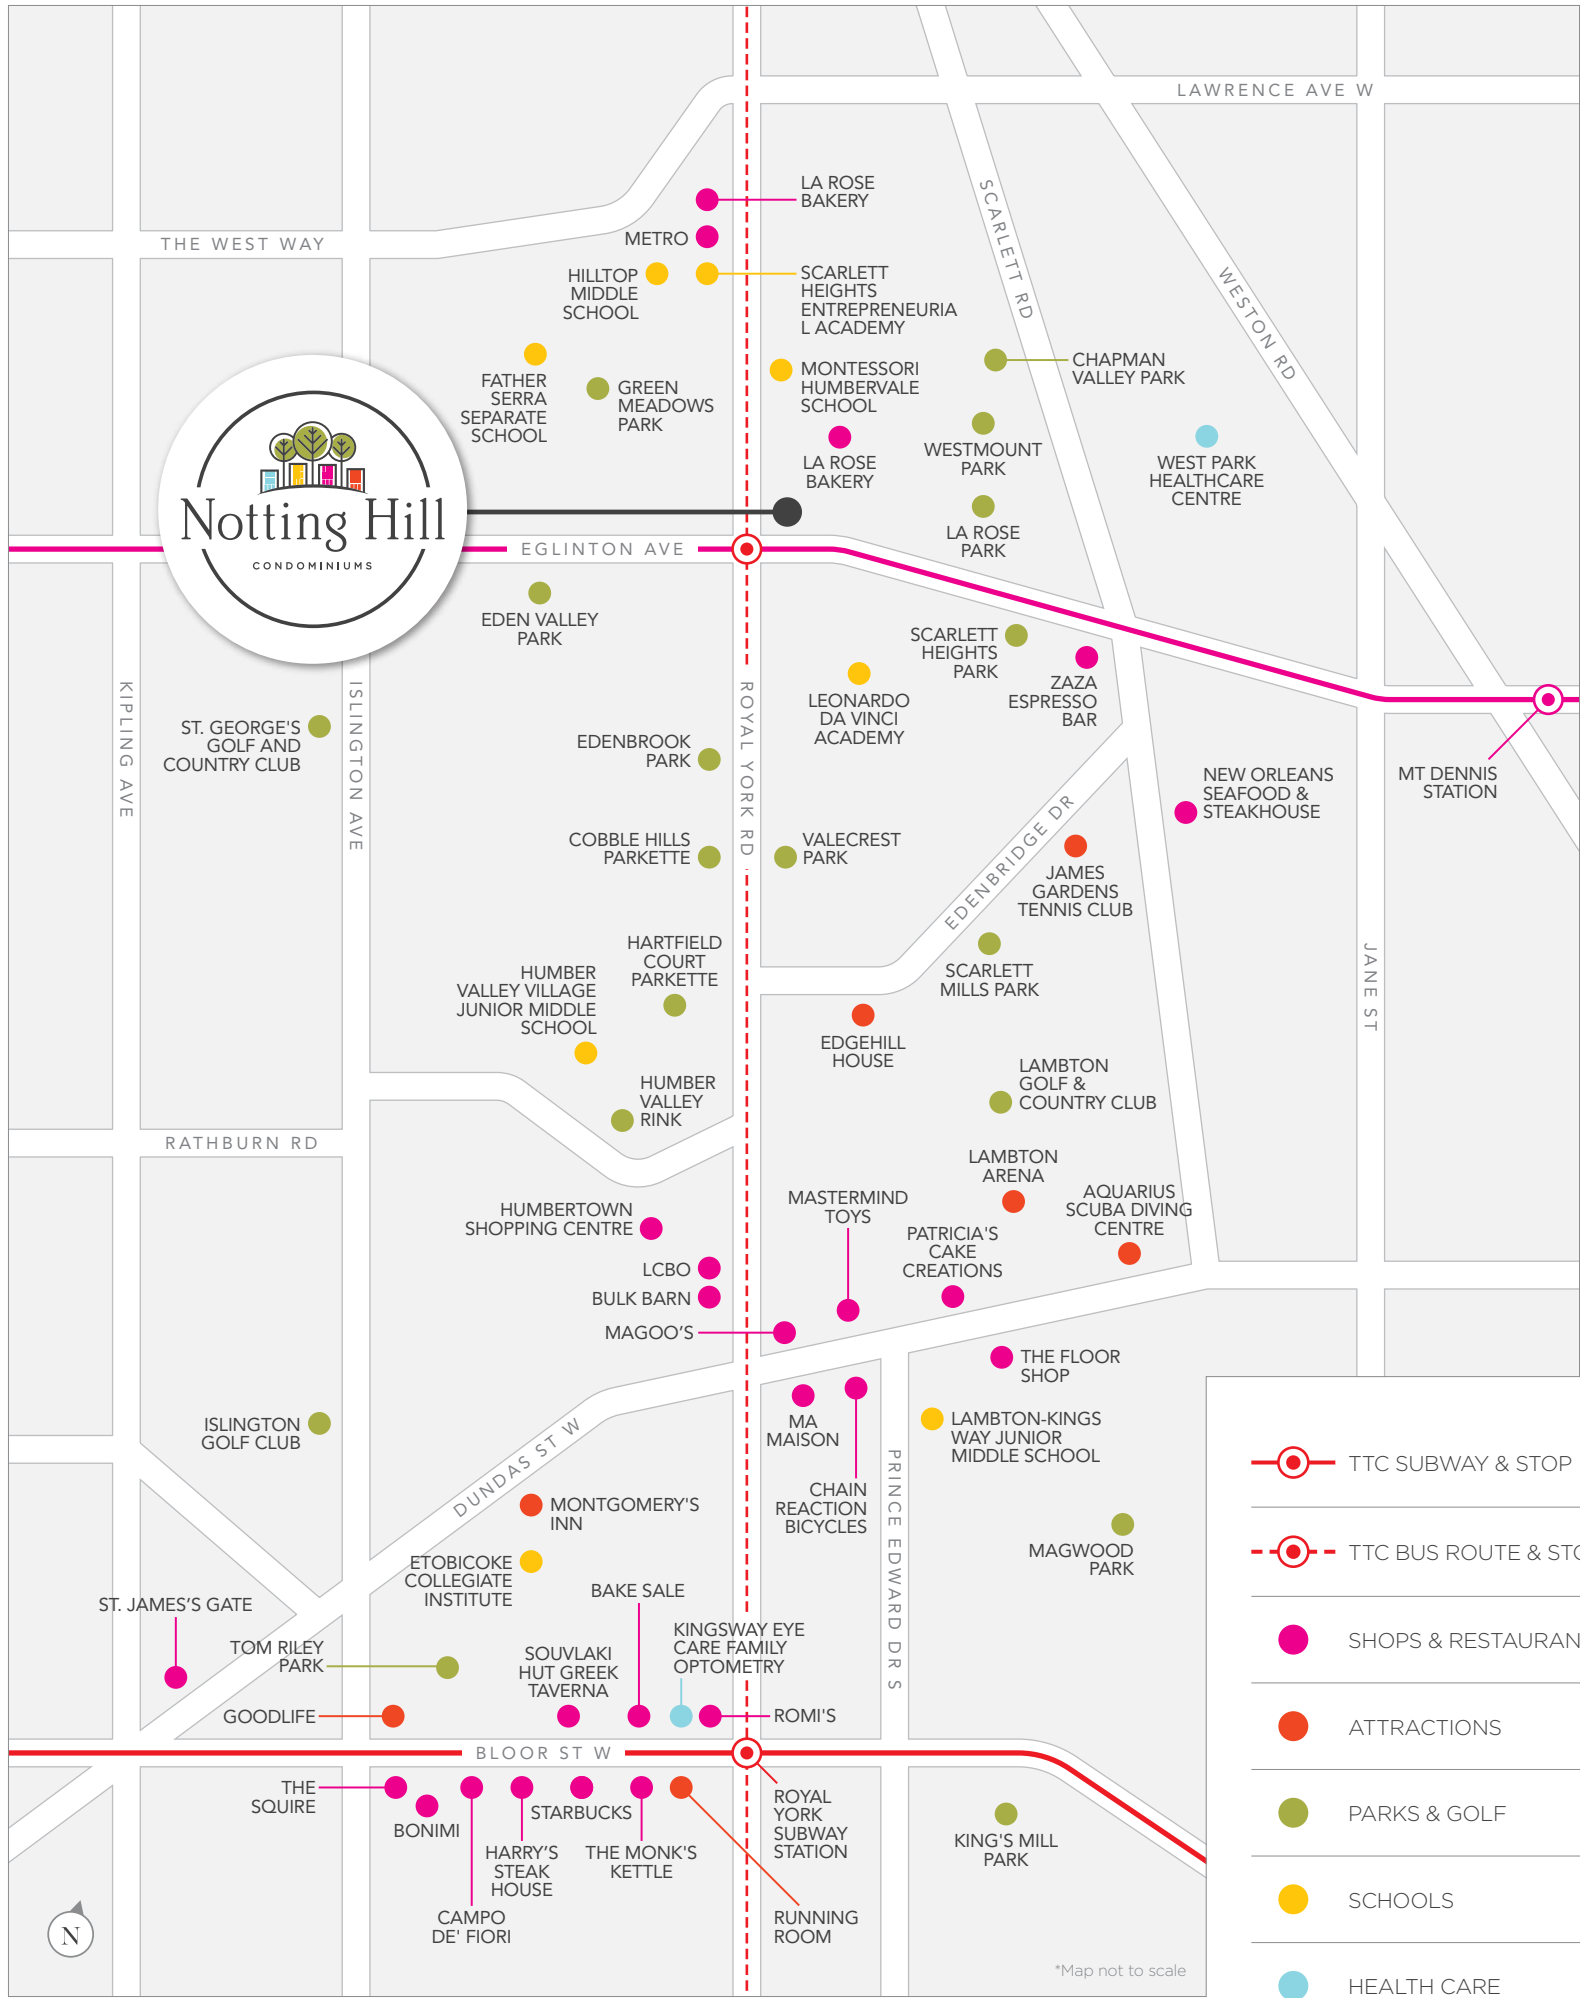 LAWRENCE AVE W
LA ROSE
BAKERY
SCARLETT RD
THE WEST WAY
METRO
HILLTOP
MIDDLE
SCHOOL
SCARLETT
HEIGHTS
ENTREPRENEURIA
L ACADEMY
WESTON RD
FATHER
SERRA
SEPARATE
SCHOOL
GREEN
MEADOWS
PARK
MONTESSORI
HUMBERVALE
SCHOOL
CHAPMAN
VALLEY PARK
LA ROSE
BAKERY
WESTMOUNT
PARK
WEST PARK
HEALTHCARE
CENTRE
Notting Hill
CONDOMINIUMS
LA ROSE
PARK
EGLINTON AVE
EDEN VALLEY
PARK
SCARLETT
HEIGHTS
PARK
ZAZA
ESPRESSO
BAR
KIPLING AVE
ISLINGTON AVE
ROYAL YORK RD
LEONARDO
DA VINCI
ACADEMY
ST. GEORGE'S
GOLF AND
COUNTRY CLUB
EDENBROOK
PARK
NEW ORLEANS
SEAFOOD &
STEAKHOUSE
MT DENNIS
STATION
COBBLE HILLS
PARKETTE
VALECREST
PARK
EDENBRIDGE DR
JAMES
GARDENS
TENNIS CLUB
HARTFIELD
COURT
PARKETTE
HUMBER
VALLEY VILLAGE
JUNIOR MIDDLE
SCHOOL
SCARLETT
MILLS PARK
JANE ST
EDGEHILL
HOUSE
HUMBER
VALLEY
RINK
LAMBTON
GOLF &
COUNTRY CLUB
RATHBURN RD
LAMBTON
ARENA
HUMBERTOWN
SHOPPING CENTRE
MASTERMIND
TOYS
AQUARIUS
SCUBA DIVING
CENTRE
PATRICIA'S
CAKE
CREATIONS
LCBO
BULK BARN
MAGOO'S
THE FLOOR
SHOP
ISLINGTON
GOLF CLUB
DUNDAS ST W
MA
MAISON
LAMBTON-KINGS
WAY JUNIOR
MIDDLE SCHOOL
PRINCE EDWARD DR S
CHAIN
REACTION
BICYCLES
MONTGOMERY'S
INN
MAGWOOD
PARK
ETOBICOKE
COLLEGIATE
INSTITUTE
ST. JAMES'S GATE
BAKE SALE
TOM RILEY
PARK
SOUVLAKI
HUT GREEK
TAVERNA
KINGSWAY EYE
CARE FAMILY
OPTOMETRY
GOODLIFE
ROMI'S
BLOOR ST W
THE
SQUIRE
BONIMI
STARBUCKS
HARRY'S
STEAK
HOUSE
THE MONK'S
KETTLE
ROYAL
YORK
SUBWAY
STATION
KING'S MILL
PARK
CAMPO
DE' FIORI
RUNNING
ROOM
N
*Map not to scale
TTC SUBWAY & STOP
TTC BUS ROUTE & STO
SHOPS & RESTAURAN
ATTRACTIONS
PARKS & GOLF
SCHOOLS
HEALTH CARE